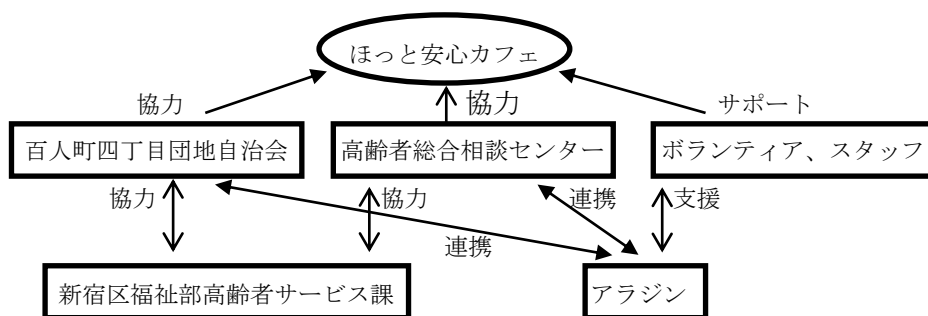 ほっと安心カフェ
協力
協力
サポート
百人町四丁目団地自治会
高齢者総合相談センター
ボランティア、スタッフ
協力
協力
連携
支援
連携
新宿区福祉部高齢者サービス課
アラジン